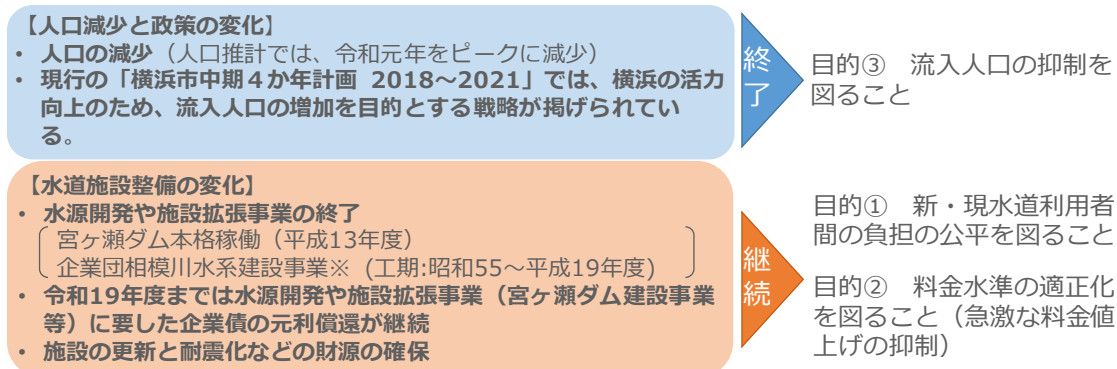 【人口減少と政策の変化】
• 人口の減少（人口推計では、令和元年をピークに減少）
• 現行の「横浜市中期４か年計画 2018～2021」では、横浜の活力
向上のため、流入人口の増加を目的とする戦略が掲げられてい
る。
終
了
目的③　流入人口の抑制を
図ること
【水道施設整備の変化】
• 水源開発や施設拡張事業の終了
宮ヶ瀬ダム本格稼働（平成13年度）
企業団相模川水系建設事業※ (工期:昭和55～平成19年度)
• 令和19年度までは水源開発や施設拡張事業（宮ヶ瀬ダム建設事業
等）に要した企業債の元利償還が継続
• 施設の更新と耐震化などの財源の確保
継
続
目的①　新・現水道利用者
間の負担の公平を図ること
目的②　料金水準の適正化
を図ること（急激な料金値
上げの抑制）